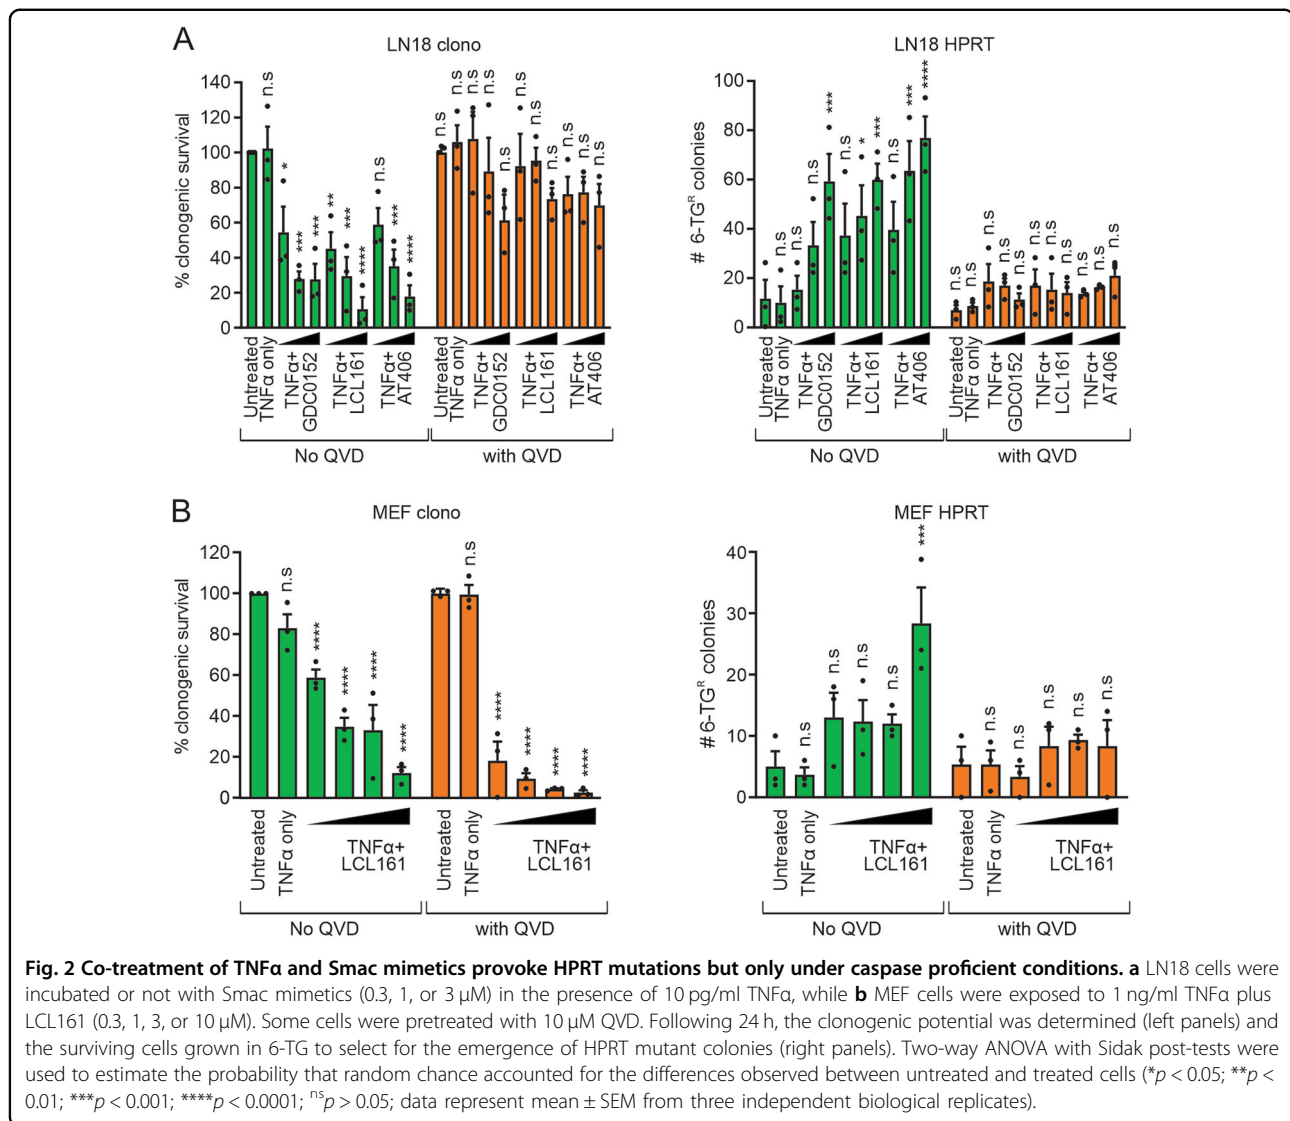 A
LN18 clono
% clonogenic survival
140
120
100
80
60
40
20
0
n.s
*
***
***
**
***
****
n.s
***
****
n.s
n.s
n.s
n.s
n.s
n.s
n.s
n.s
n.s
n.s
n.s
Untreated
TNFα only
TNFα+
GDC0152
TNFα+
LCL161
TNFα+
AT406
Untreated
TNFα only
TNFα+
GDC0152
TNFα+
LCL161
TNFα+
AT406
No QVD
with QVD
LN18 HPRT
# 6-TGᴿ colonies
100
80
60
40
20
0
n.s
n.s
n.s
***
n.s
*
***
n.s
***
****
n.s
n.s
n.s
n.s
n.s
n.s
n.s
n.s
n.s
n.s
n.s
Untreated
TNFα only
TNFα+
GDC0152
TNFα+
LCL161
TNFα+
AT406
Untreated
TNFα only
TNFα+
GDC0152
TNFα+
LCL161
TNFα+
AT406
No QVD
with QVD
B
MEF clono
% clonogenic survival
120
100
80
60
40
20
0
n.s
****
****
****
****
n.s
****
****
****
****
Untreated
TNFα only
TNFα+
LCL161
Untreated
TNFα only
TNFα+
LCL161
No QVD
with QVD
MEF HPRT
# 6-TGᴿ colonies
40
30
20
10
0
n.s
n.s
n.s
n.s
***
n.s
n.s
n.s
n.s
n.s
Untreated
TNFα only
TNFα+
LCL161
Untreated
TNFα only
TNFα+
LCL161
No QVD
with QVD
Fig. 2 Co-treatment of TNFα and Smac mimetics provoke HPRT mutations but only under caspase proficient conditions. a LN18 cells were
incubated or not with Smac mimetics (0.3, 1, or 3 μM) in the presence of 10 pg/ml TNFα, while b MEF cells were exposed to 1 ng/ml TNFα plus
LCL161 (0.3, 1, 3, or 10 μM). Some cells were pretreated with 10 μM QVD. Following 24 h, the clonogenic potential was determined (left panels) and
the surviving cells grown in 6-TG to select for the emergence of HPRT mutant colonies (right panels). Two-way ANOVA with Sidak post-tests were
used to estimate the probability that random chance accounted for the differences observed between untreated and treated cells (*p < 0.05; **p <
0.01; ***p < 0.001; ****p < 0.0001; ⁿˢp > 0.05; data represent mean ± SEM from three independent biological replicates).